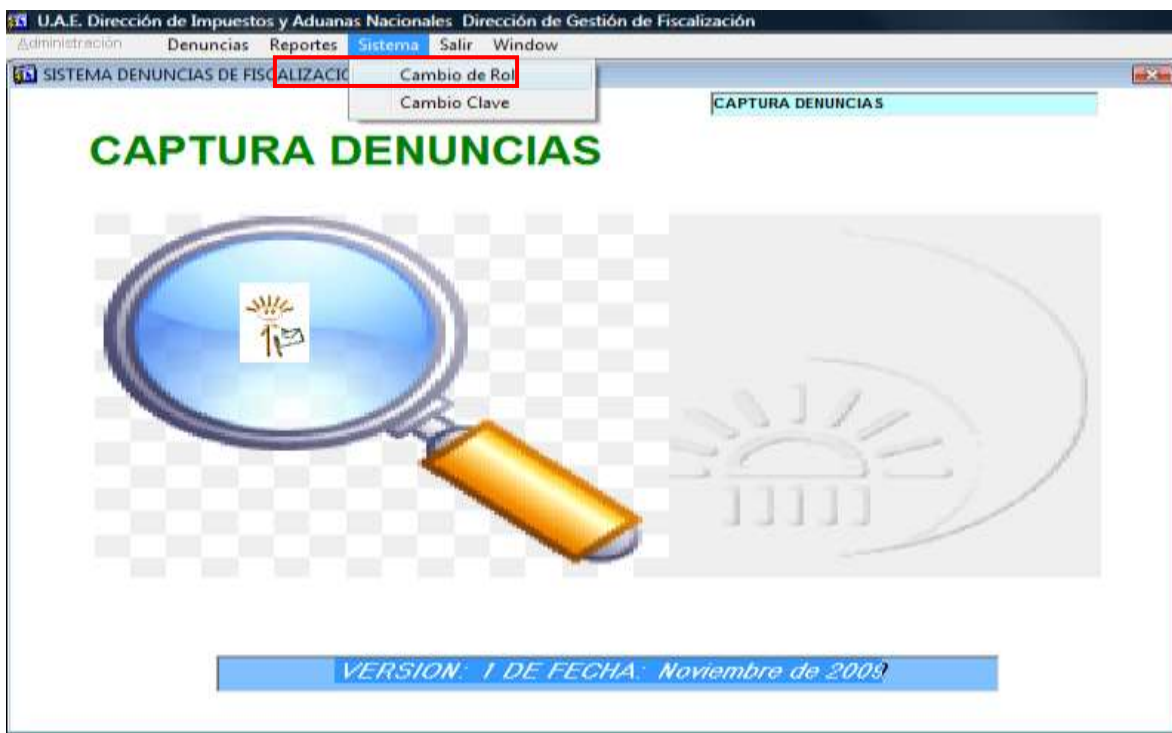 U.A.E. Dirección de Impuestos y Aduanas Nacionales Dirección de Gestión de Fiscalización
Administración Denuncias Reportes Sistema Salir Window
SISTEMA DENUNCIAS DE FISCALIZACIO
Cambio de Rol
Cambio Clave
CAPTURA DENUNCIAS
CAPTURA DENUNCIAS
VERSION: 1 DE FECHA: Noviembre de 2009